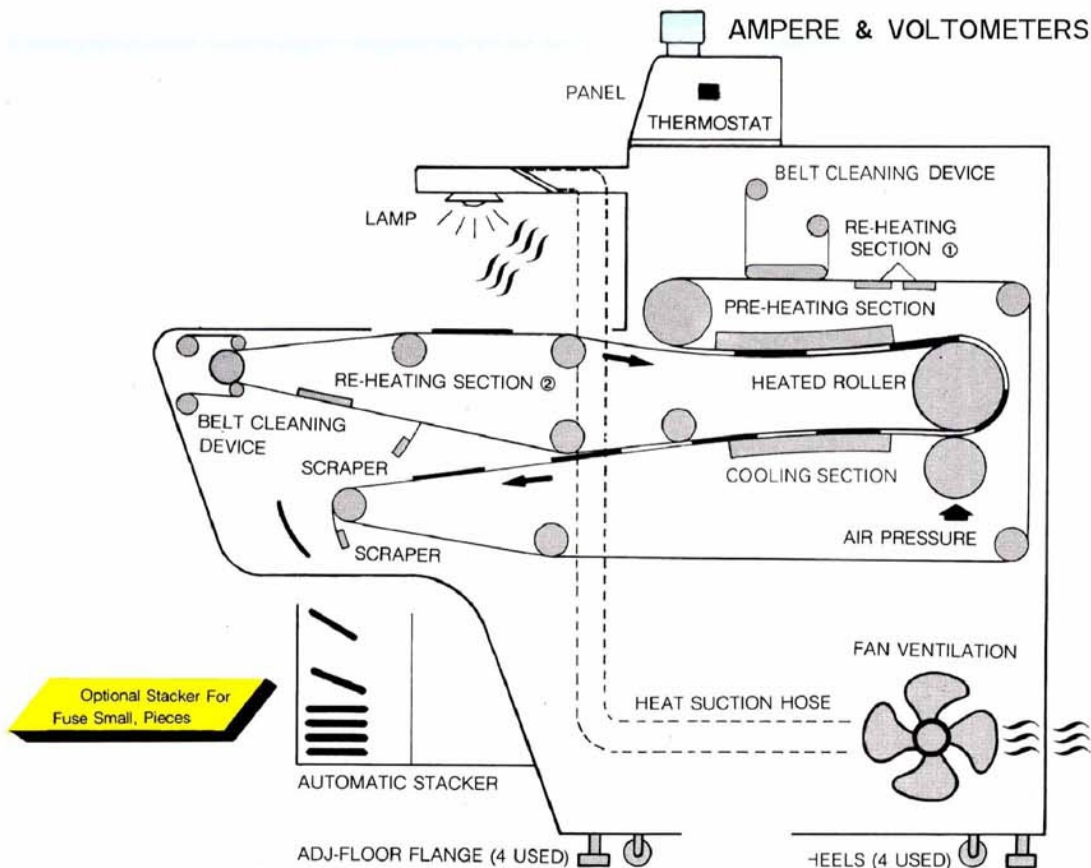 AMPERE & VOLTOMETERS
PANEL
THERMOSTAT
BELT CLEANING DEVICE
LAMP
RE-HEATING
SECTION ①
PRE-HEATING SECTION
RE-HEATING SECTION ②
HEATED ROLLER
BELT CLEANING
DEVICE
SCRAPER
COOLING SECTION
AIR PRESSURE
SCRAPER
FAN VENTILATION
Optional Stacker For
Fuse Small, Pieces
HEAT SUCTION HOSE
AUTOMATIC STACKER
ADJ-FLOOR FLANGE (4 USED)
HEELS (4 USED)